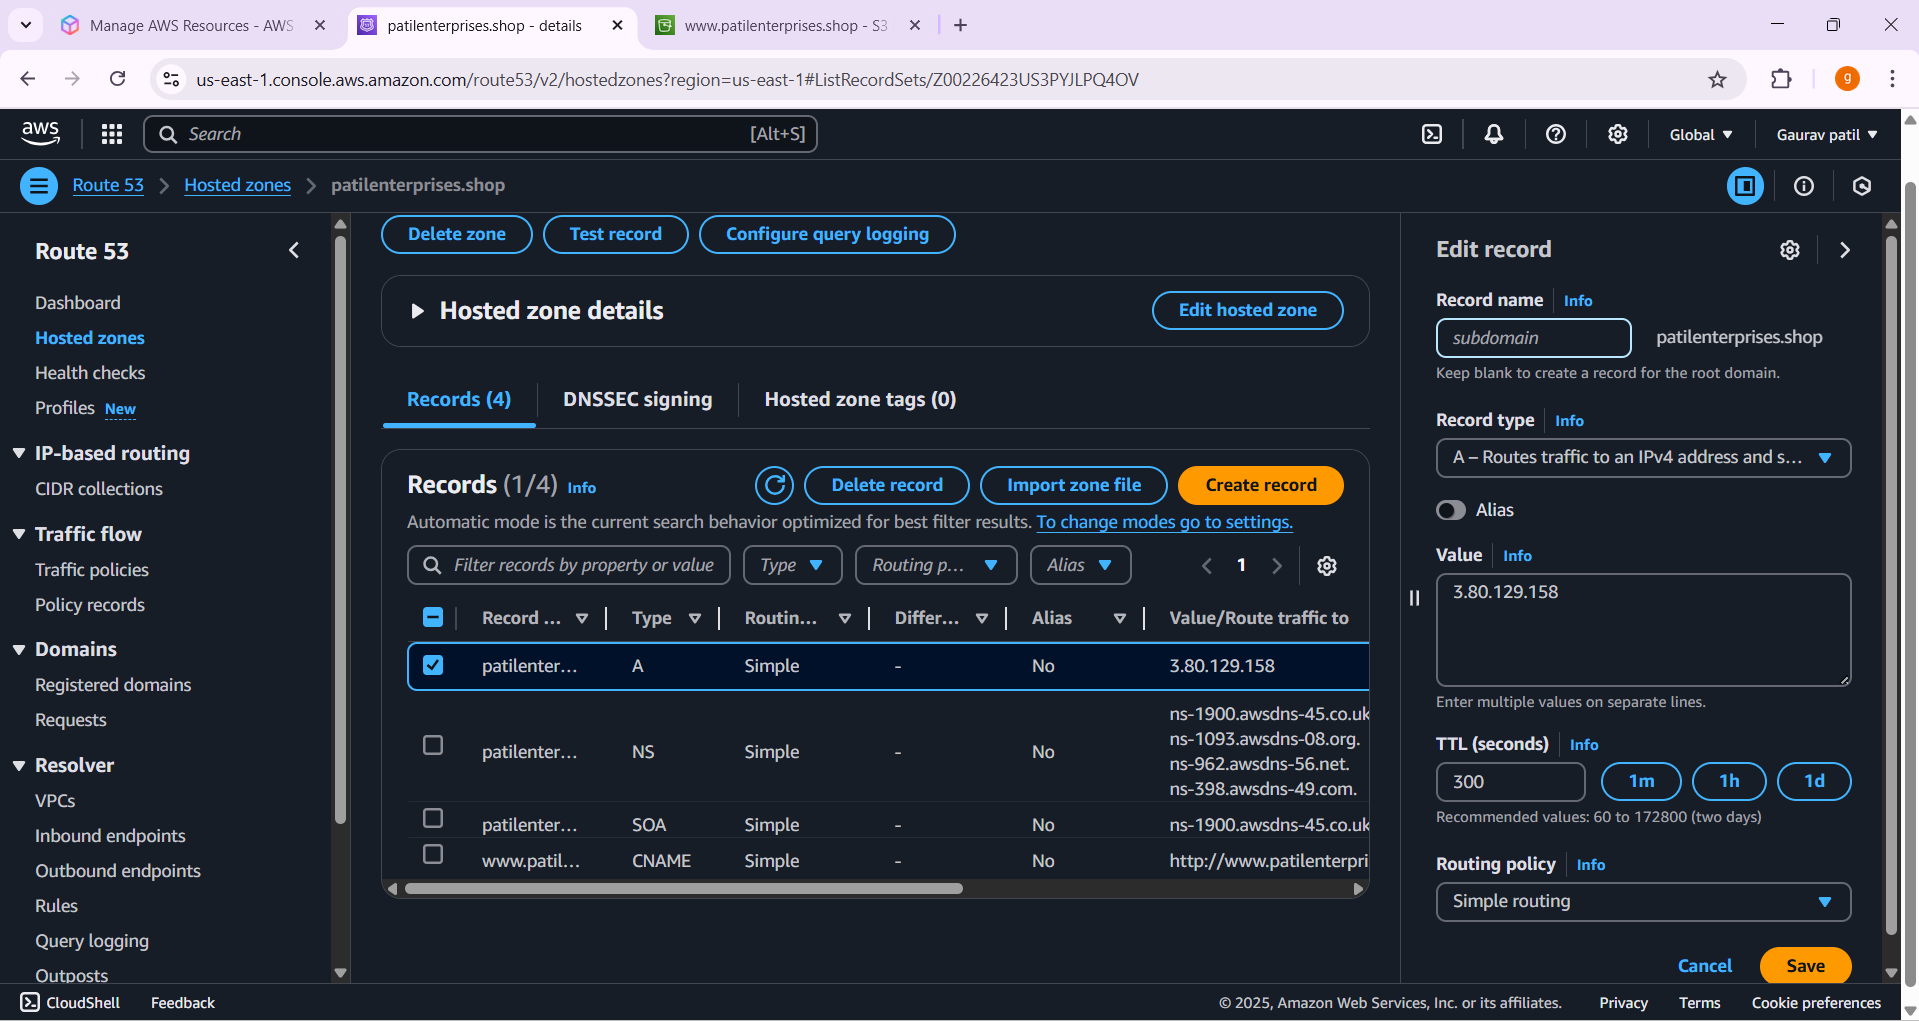 Manage AWS Resources - AWS
patilenterprises.shop - details
www.patilenterprises.shop - S3
us-east-1.console.aws.amazon.com/route53/v2/hostedzones?region=us-east-1#ListRecordSets/Z00226423US3PYJLPQ4OV
g
aws
Search
[Alt+S]
Global
Gaurav patil
Route 53
Hosted zones
patilenterprises.shop
Route 53
Dashboard
Hosted zones
Health checks
Profiles New
IP-based routing
CIDR collections
Traffic flow
Traffic policies
Policy records
Domains
Registered domains
Requests
Resolver
VPCs
Inbound endpoints
Outbound endpoints
Rules
Query logging
Outposts
Delete zone
Test record
Configure query logging
Hosted zone details
Edit hosted zone
Records (4)
DNSSEC signing
Hosted zone tags (0)
Records (1/4) Info
Delete record
Import zone file
Create record
Automatic mode is the current search behavior optimized for best filter results. To change modes go to settings.
Filter records by property or value
Type
Routing p...
Alias
1
Record ... Type Routin... Differ... Alias Value/Route traffic to
patilenter... A Simple - No 3.80.129.158
patilenter... NS Simple - No
ns-1900.awsdns-45.co.uk
ns-1093.awsdns-08.org.
ns-962.awsdns-56.net.
ns-398.awsdns-49.com.
patilenter... SOA Simple - No ns-1900.awsdns-45.co.uk
www.patil... CNAME Simple - No http://www.patilenterpri
Edit record
Record name Info
subdomain
patilenterprises.shop
Keep blank to create a record for the root domain.
Record type Info
A – Routes traffic to an IPv4 address and s...
Alias
Value Info
3.80.129.158
Enter multiple values on separate lines.
TTL (seconds) Info
300
1m
1h
1d
Recommended values: 60 to 172800 (two days)
Routing policy Info
Simple routing
Cancel
Save
CloudShell
Feedback
© 2025, Amazon Web Services, Inc. or its affiliates.
Privacy
Terms
Cookie preferences